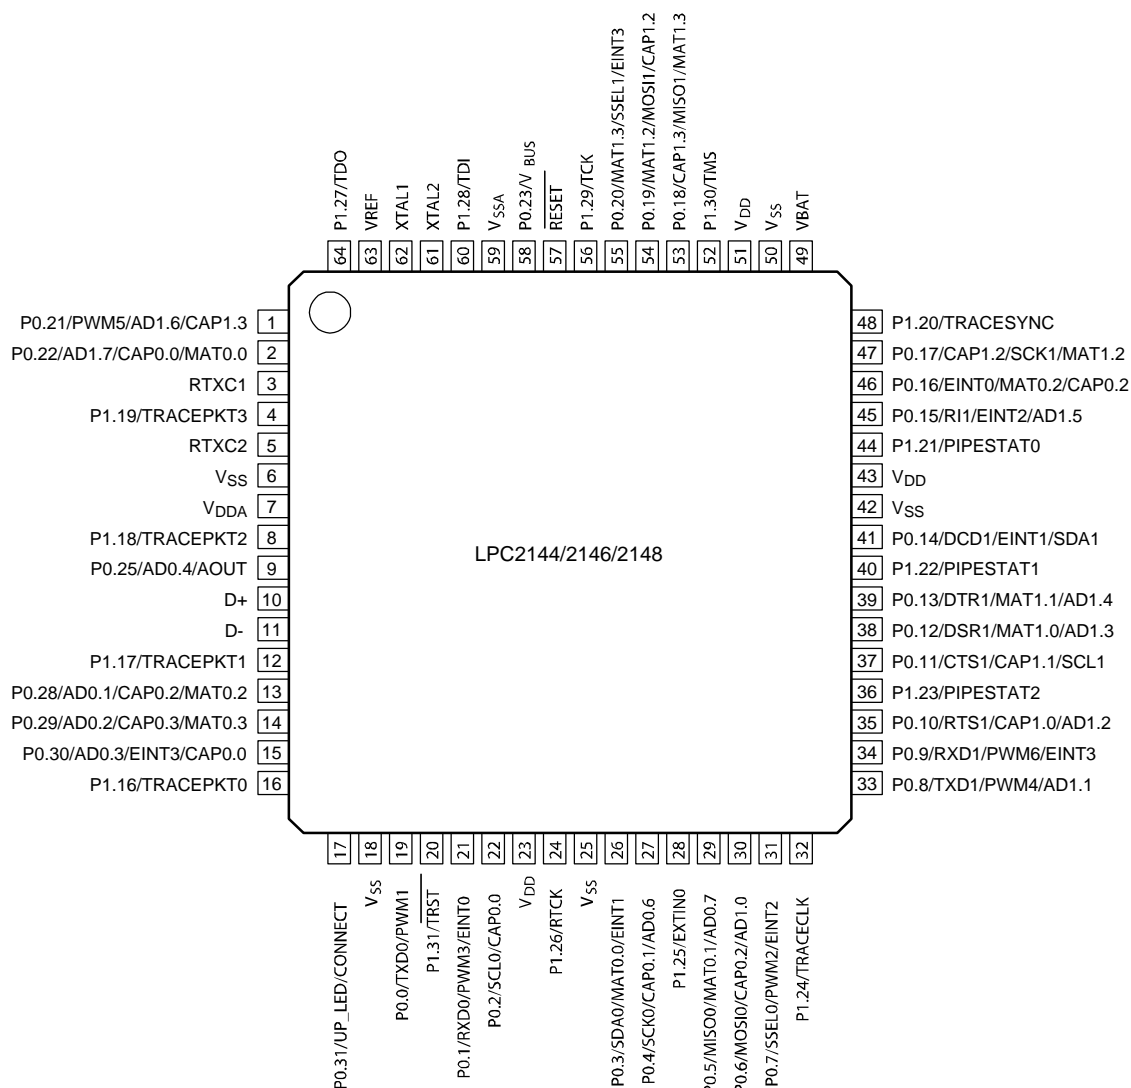 64 P1.27/TDO
63 VREF
62 XTAL1
61 XTAL2
60 P1.28/TDI
59 VSSA
58 P0.23/VBUS
57 RESET
56 P1.29/TCK
55 P0.20/MAT1.3/SSEL1/EINT3
54 P0.19/MAT1.2/MOSI1/CAP1.2
53 P0.18/CAP1.3/MISO1/MAT1.3
52 P1.30/TMS
51 VDD
50 VSS
49 VBAT
P0.21/PWM5/AD1.6/CAP1.3 1
P0.22/AD1.7/CAP0.0/MAT0.0 2
RTXC1 3
P1.19/TRACEPKT3 4
RTXC2 5
VSS 6
VDDA 7
P1.18/TRACEPKT2 8
P0.25/AD0.4/AOUT 9
D+ 10
D- 11
P1.17/TRACEPKT1 12
P0.28/AD0.1/CAP0.2/MAT0.2 13
P0.29/AD0.2/CAP0.3/MAT0.3 14
P0.30/AD0.3/EINT3/CAP0.0 15
P1.16/TRACEPKT0 16
LPC2144/2146/2148
48 P1.20/TRACESYNC
47 P0.17/CAP1.2/SCK1/MAT1.2
46 P0.16/EINT0/MAT0.2/CAP0.2
45 P0.15/RI1/EINT2/AD1.5
44 P1.21/PIPESTAT0
43 VDD
42 VSS
41 P0.14/DCD1/EINT1/SDA1
40 P1.22/PIPESTAT1
39 P0.13/DTR1/MAT1.1/AD1.4
38 P0.12/DSR1/MAT1.0/AD1.3
37 P0.11/CTS1/CAP1.1/SCL1
36 P1.23/PIPESTAT2
35 P0.10/RTS1/CAP1.0/AD1.2
34 P0.9/RXD1/PWM6/EINT3
33 P0.8/TXD1/PWM4/AD1.1
P0.31/UP_LED/CONNECT 17
VSS 18
P0.0/TXD0/PWM1 19
P1.31/TRST 20
P0.1/RXD0/PWM3/EINT0 21
P0.2/SCL0/CAP0.0 22
VDD 23
P1.26/RTCK 24
VSS 25
P0.3/SDA0/MAT0.0/EINT1 26
P0.4/SCK0/CAP0.1/AD0.6 27
P1.25/EXTIN0 28
P0.5/MISO0/MAT0.1/AD0.7 29
P0.6/MOSI0/CAP0.2/AD1.0 30
P0.7/SSEL0/PWM2/EINT2 31
P1.24/TRACECLK 32